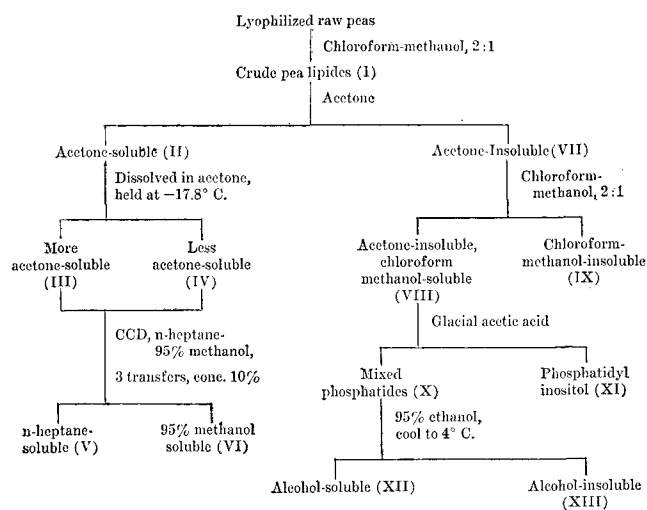 Lyophilized raw peas
Chloroform-methanol, 2:1
Crude pea lipides (I)
Acetone
Acetone-soluble (II)
Acetone-Insoluble (VII)
Dissolved in acetone,
held at −17.8° C.
Chloroform-
methanol, 2:1
More
acetone-soluble
(III)
Less
acetone-soluble
(IV)
Acetone-insoluble,
chloroform
methanol-soluble
(VIII)
Chloroform-
methanol-insoluble
(IX)
CCD, n-heptane-
95% methanol,
3 transfers, conc. 10%
Glacial acetic acid
Mixed
phosphatides (X)
Phosphatidyl
inositol (XI)
n-heptane-
soluble (V)
95% methanol
soluble (VI)
95% ethanol,
cool to 4° C.
Alcohol-soluble (XII)
Alcohol-insoluble
(XIII)